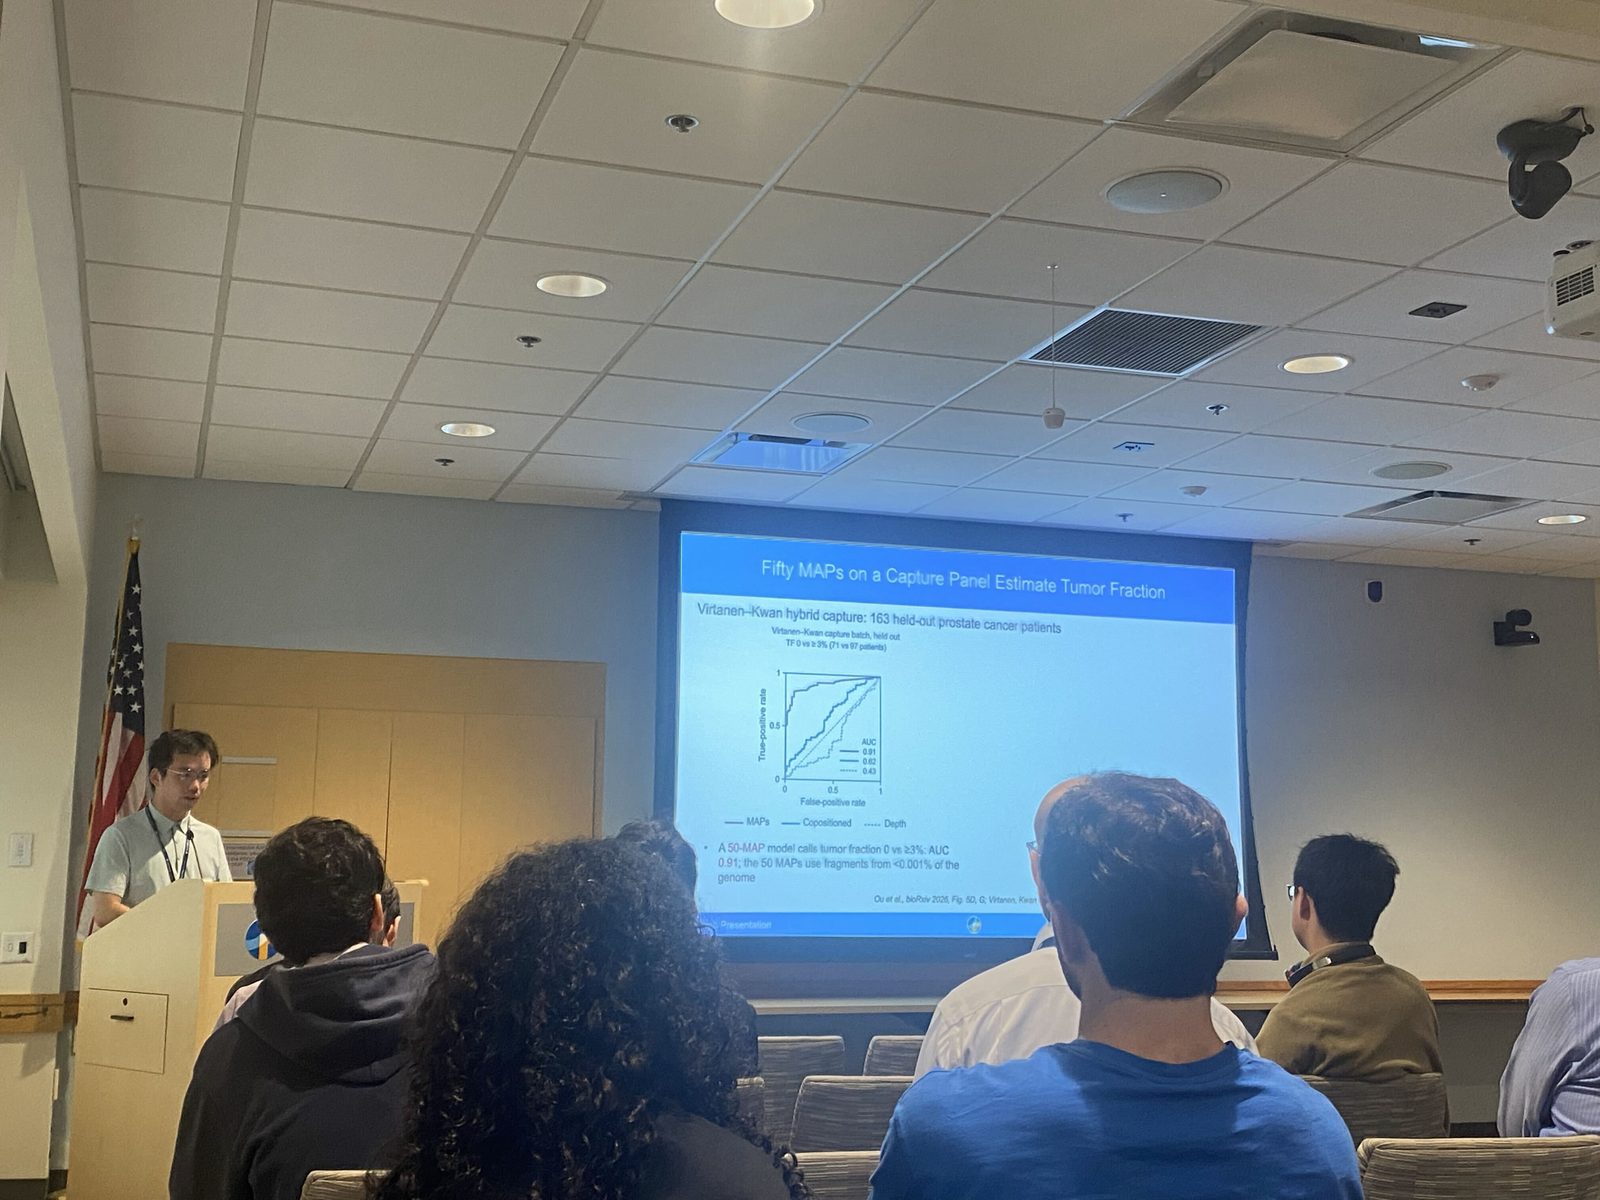 Fifty MAPs on a Capture Panel Estimate Tumor Fraction
Virtanen–Kwan hybrid capture: 163 held-out prostate cancer patients
Virtanen–Kwan capture batch, held out
TF 0 vs ≥ 3% (71 vs 97 patients)
True-positive rate
1
0.5
0
0
0.5
1
False-positive rate
AUC
0.91
0.62
0.43
MAPs
Copositioned
Depth
• A 50-MAP model calls tumor fraction 0 vs ≥3%: AUC
0.91; the 50 MAPs use fragments from <0.001% of the
genome
Ou et al., bioRxiv 2026, Fig. 5D, G; Virtanen, Kwan
Presentation